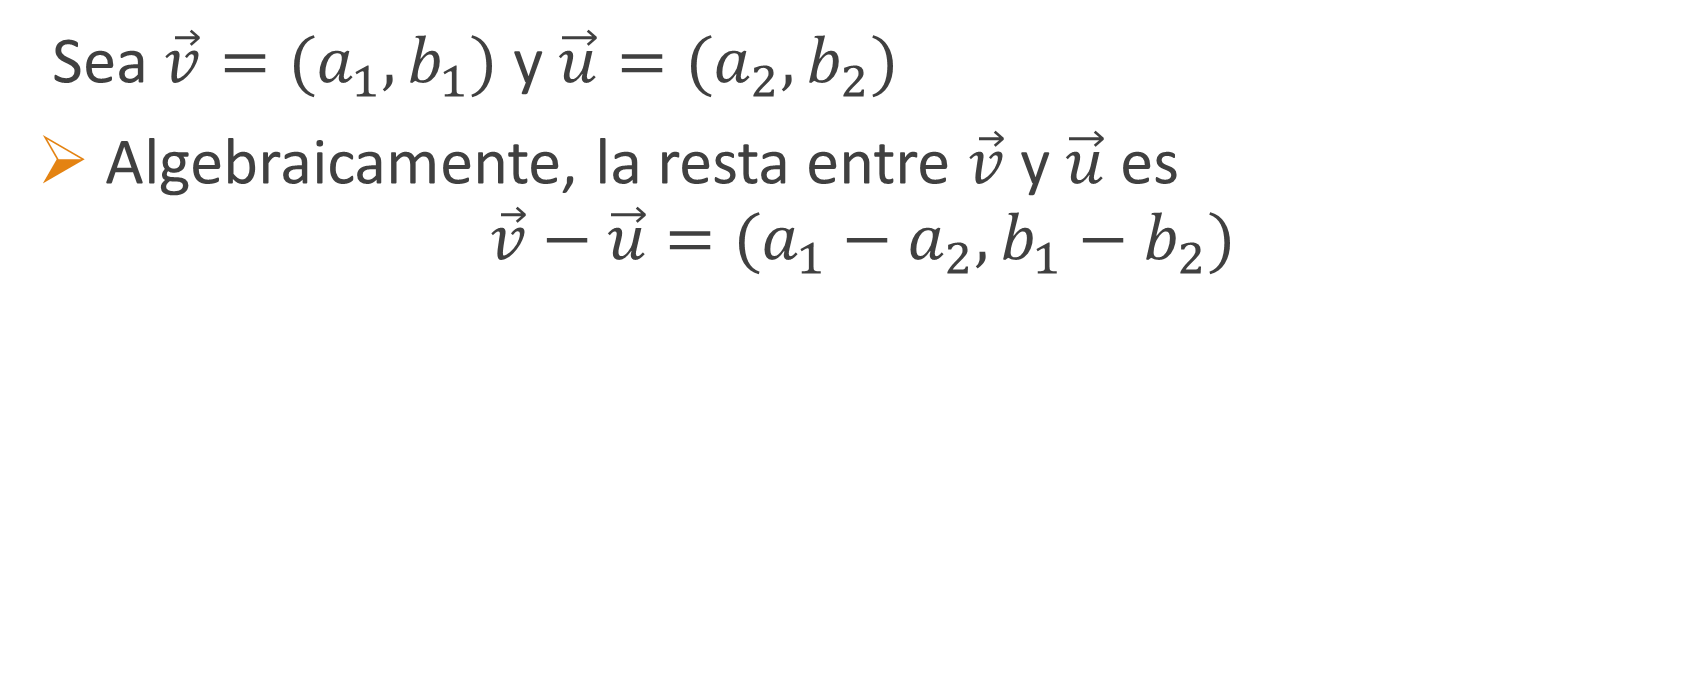 Sea v⃗ = (a₁, b₁) y u⃗ = (a₂, b₂)
➢ Algebraicamente, la resta entre v⃗ y u⃗ es
v⃗ − u⃗ = (a₁ − a₂, b₁ − b₂)